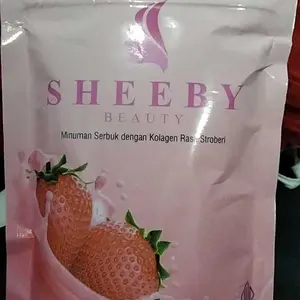 SHEEBY
BEAUTY
Minuman Serbuk dengan Kolagen Rasa Stroberi